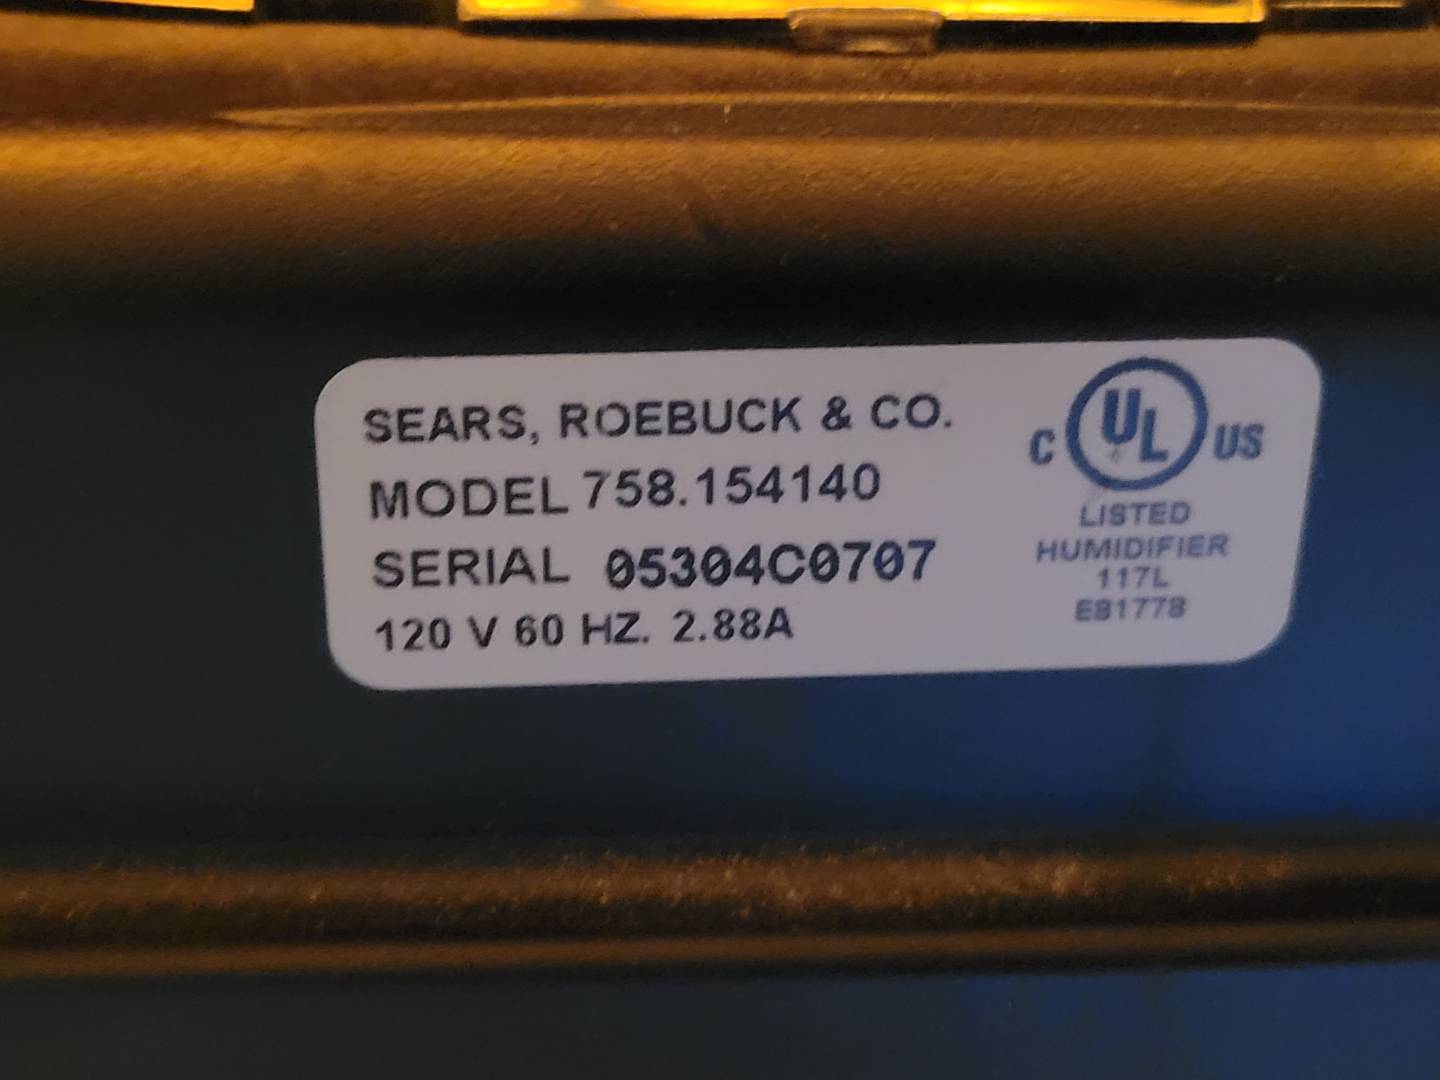 SEARS, ROEBUCK & CO.
MODEL 758.154140
SERIAL 05304C0707
120 V 60 HZ. 2.88A
C UL US
LISTED
HUMIDIFIER
117L
E81778